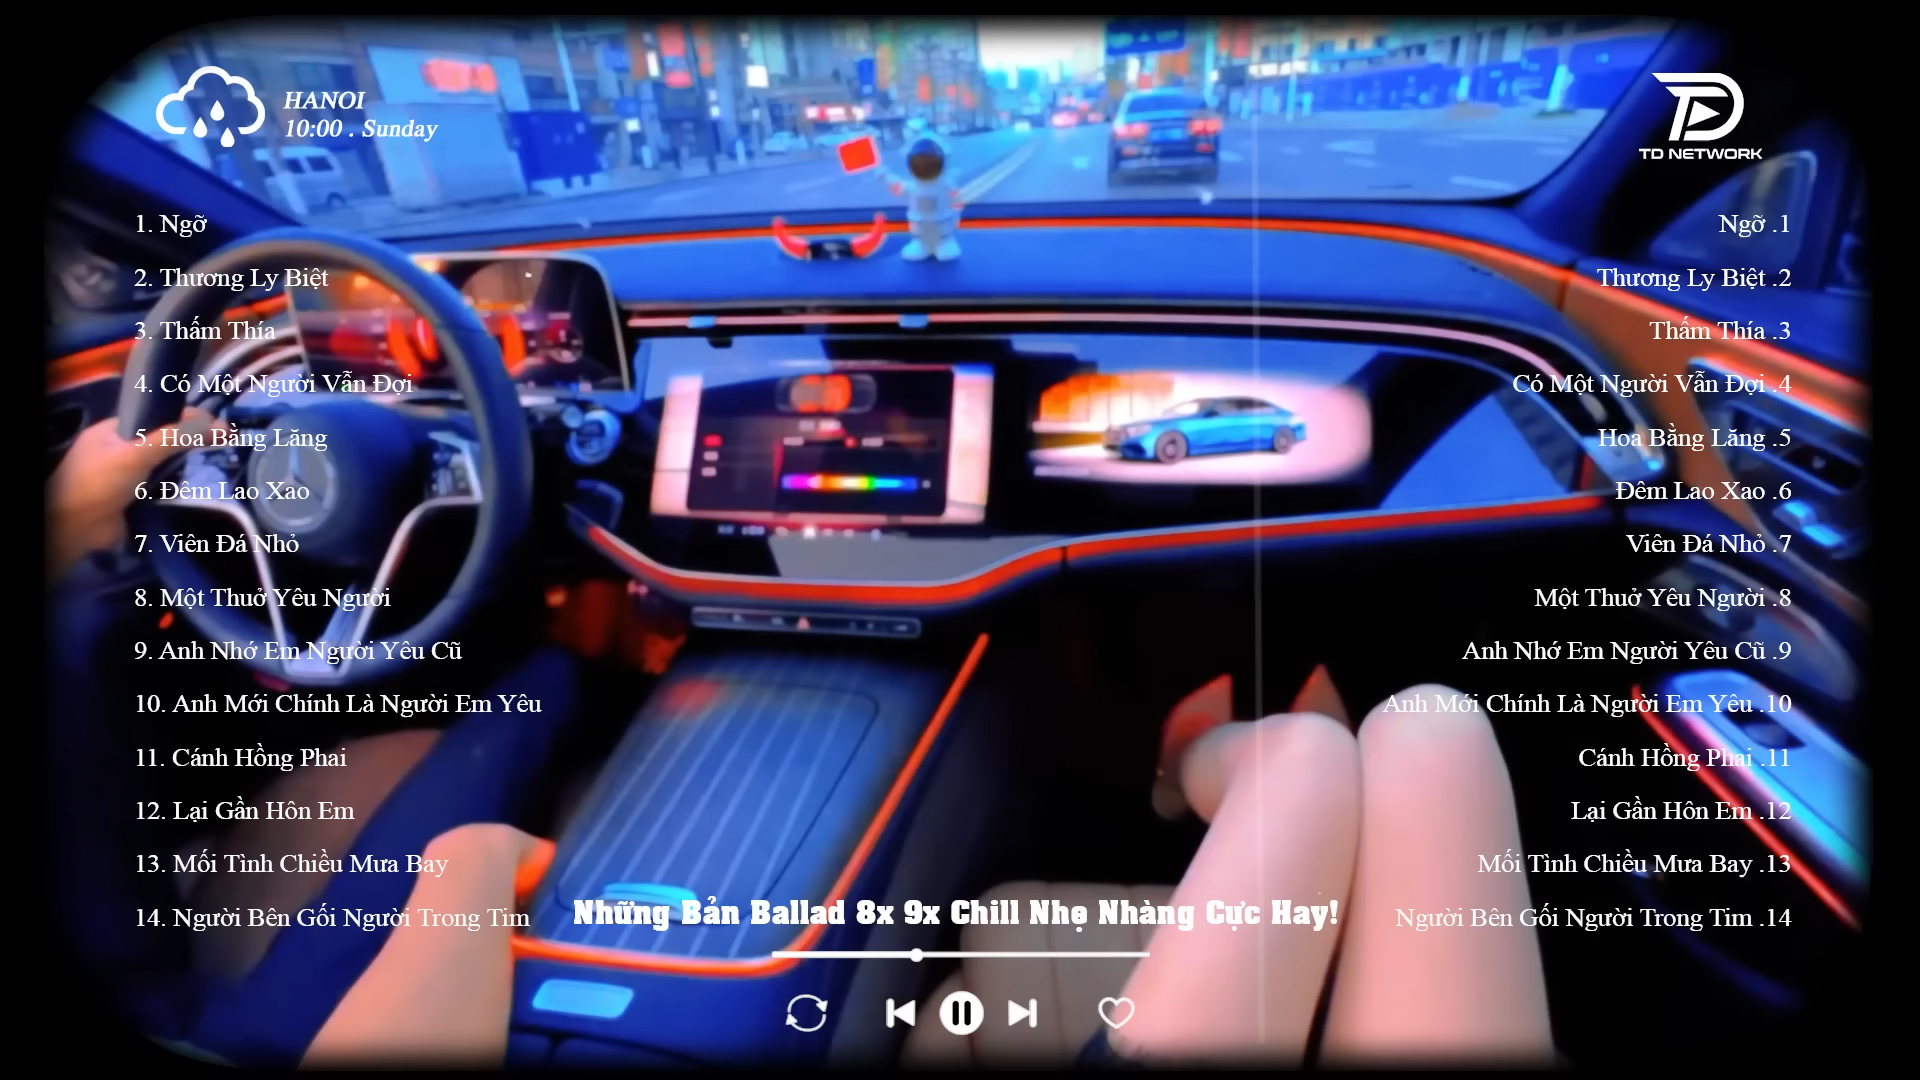 HANOI
10:00 . Sunday
TD NETWORK
1. Ngỡ
2. Thương Ly Biệt
3. Thấm Thía
4. Có Một Người Vẫn Đợi
5. Hoa Bằng Lăng
6. Đêm Lao Xao
7. Viên Đá Nhỏ
8. Một Thuở Yêu Người
9. Anh Nhớ Em Người Yêu Cũ
10. Anh Mới Chính Là Người Em Yêu
11. Cánh Hồng Phai
12. Lại Gần Hôn Em
13. Mối Tình Chiều Mưa Bay
14. Người Bên Gối Người Trong Tim
Ngỡ .1
Thương Ly Biệt .2
Thấm Thía .3
Có Một Người Vẫn Đợi .4
Hoa Bằng Lăng .5
Đêm Lao Xao .6
Viên Đá Nhỏ .7
Một Thuở Yêu Người .8
Anh Nhớ Em Người Yêu Cũ .9
Anh Mới Chính Là Người Em Yêu .10
Cánh Hồng Phai .11
Lại Gần Hôn Em .12
Mối Tình Chiều Mưa Bay .13
Người Bên Gối Người Trong Tim .14
Những Bản Ballad 8x 9x Chill Nhẹ Nhàng Cực Hay!